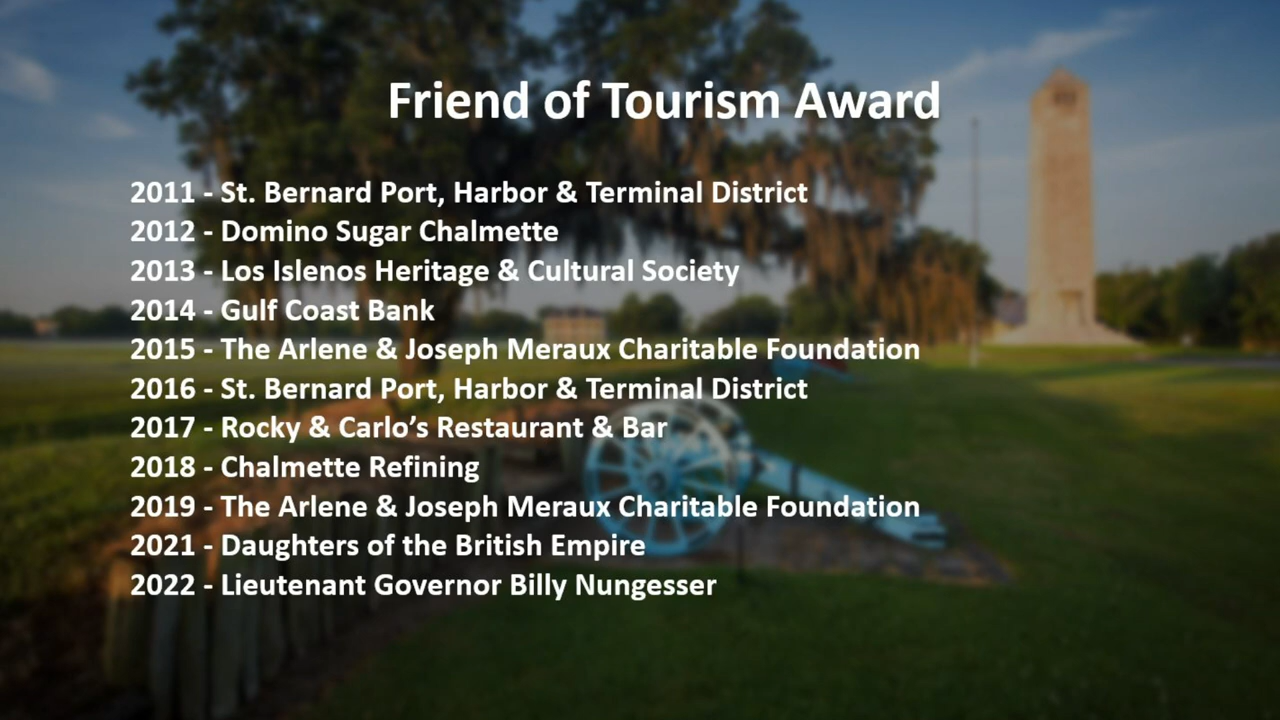 Friend of Tourism Award
2011 - St. Bernard Port, Harbor & Terminal District
2012 - Domino Sugar Chalmette
2013 - Los Islenos Heritage & Cultural Society
2014 - Gulf Coast Bank
2015 - The Arlene & Joseph Meraux Charitable Foundation
2016 - St. Bernard Port, Harbor & Terminal District
2017 - Rocky & Carlo’s Restaurant & Bar
2018 - Chalmette Refining
2019 - The Arlene & Joseph Meraux Charitable Foundation
2021 - Daughters of the British Empire
2022 - Lieutenant Governor Billy Nungesser